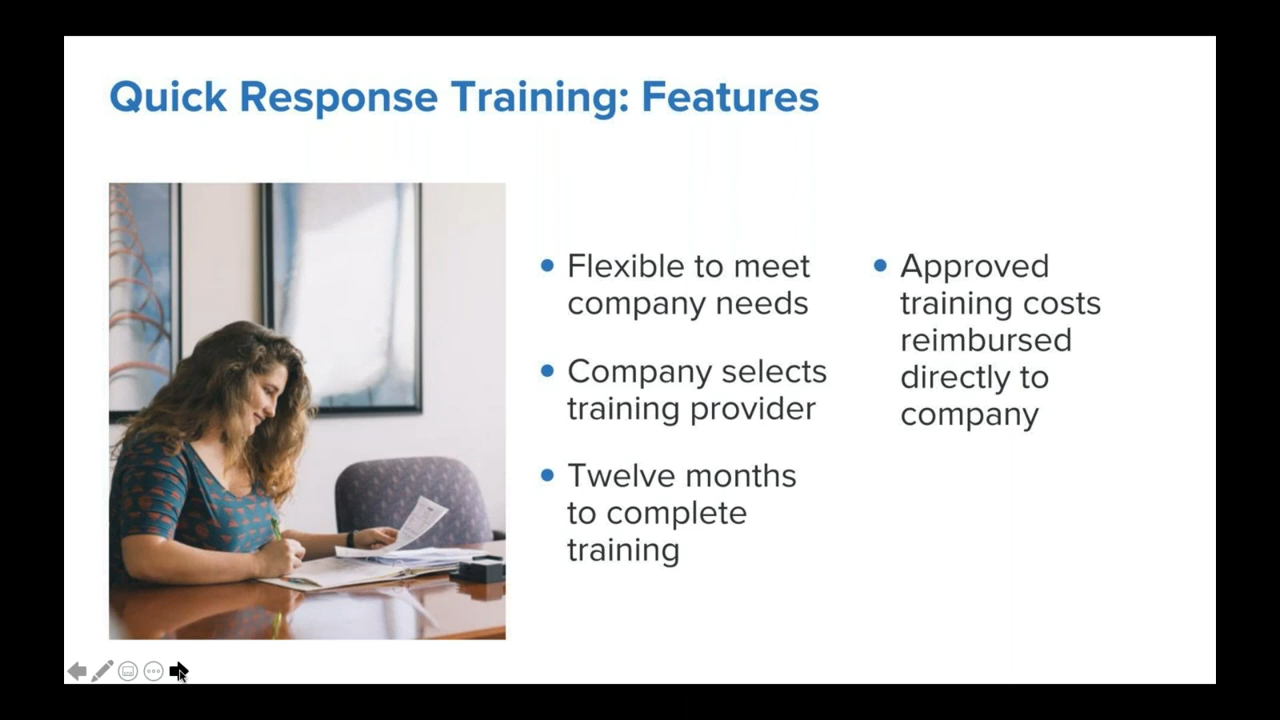 Quick Response Training: Features
Flexible to meet
company needs
Company selects
training provider
Twelve months
to complete
training
Approved
training costs
reimbursed
directly to
company